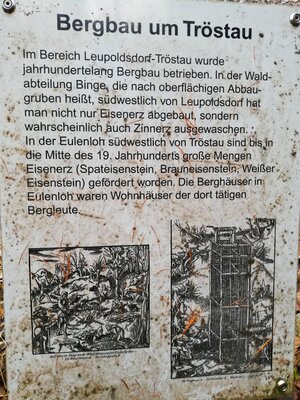 Bergbau um Tröstau
Im Bereich Leupoldsdorf-Tröstau wurde
jahrhundertelang Bergbau betrieben. In der Wald-
abteilung Binge, die nach oberflächigen Abbau-
gruben heißt, südwestlich von Leupoldsdorf hat
man nicht nur Eisenerz abgebaut, sondern
wahrscheinlich auch Zinnerz ausgewaschen.
In der Eulenloh südwestlich von Tröstau sind bis in
die Mitte des 19. Jahrhunderts große Mengen
Eisenerz (Spateisenstein, Brauneisenstein, Weißer-
Eisenstein) gefördert worden. Die Berghäuser in
Eulenloh waren Wohnhäuser der dort tätigen
Bergleute.